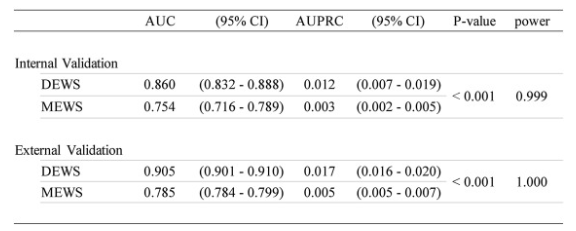 AUC (95% CI) AUPRC (95% CI) P-value power
Internal Validation
DEWS 0.860 (0.832 - 0.888) 0.012 (0.007 - 0.019)
< 0.001 0.999
MEWS 0.754 (0.716 - 0.789) 0.003 (0.002 - 0.005)
External Validation
DEWS 0.905 (0.901 - 0.910) 0.017 (0.016 - 0.020)
< 0.001 1.000
MEWS 0.785 (0.784 - 0.799) 0.005 (0.005 - 0.007)